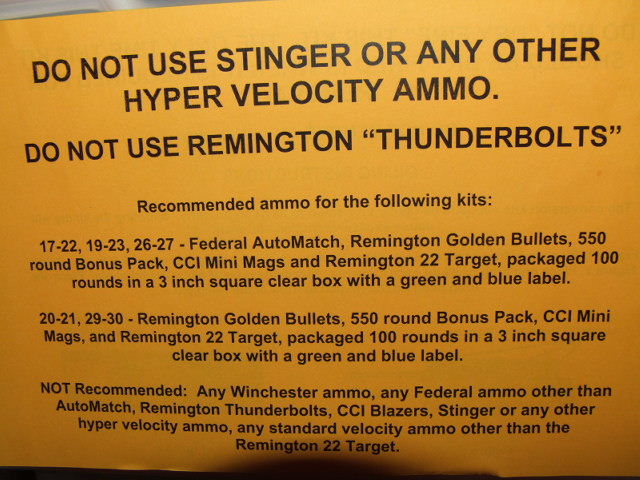 DO NOT USE STINGER OR ANY OTHER
HYPER VELOCITY AMMO.
DO NOT USE REMINGTON “THUNDERBOLTS”
Recommended ammo for the following kits:
17-22, 19-23, 26-27 - Federal AutoMatch, Remington Golden Bullets, 550
round Bonus Pack, CCI Mini Mags and Remington 22 Target, packaged 100
rounds in a 3 inch square clear box with a green and blue label.
20-21, 29-30 - Remington Golden Bullets, 550 round Bonus Pack, CCI Mini
Mags, and Remington 22 Target, packaged 100 rounds in a 3 inch square
clear box with a green and blue label.
NOT Recommended: Any Winchester ammo, any Federal ammo other than
AutoMatch, Remington Thunderbolts, CCI Blazers, Stinger or any other
hyper velocity ammo, any standard velocity ammo other than the
Remington 22 Target.